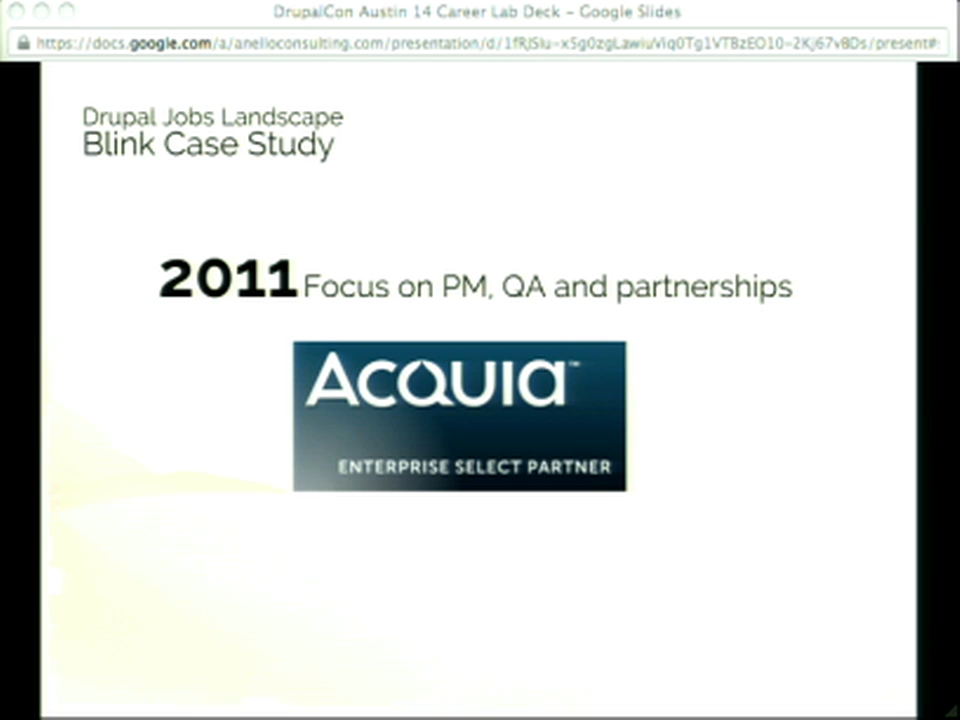 DrupalCon Austin 14 Career Lab Deck – Google Slides
Drupal Jobs Landscape
Blink Case Study
2011 Focus on PM, QA and partnerships
Acquia™
ENTERPRISE SELECT PARTNER